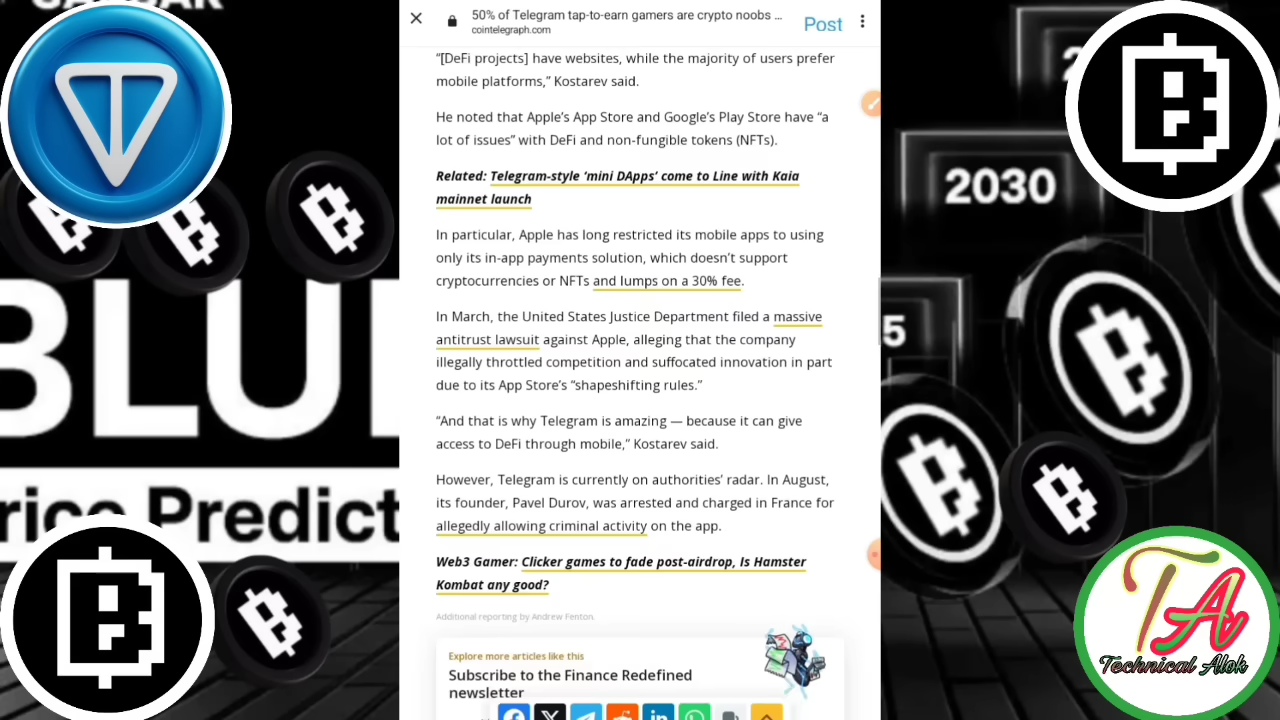 50% of Telegram tap-to-earn gamers are crypto noobs ...
cointelegraph.com
Post
“[DeFi projects] have websites, while the majority of users prefer
mobile platforms,” Kostarev said.
He noted that Apple’s App Store and Google’s Play Store have “a
lot of issues” with DeFi and non-fungible tokens (NFTs).
Related: Telegram-style ‘mini DApps’ come to Line with Kaia
mainnet launch
In particular, Apple has long restricted its mobile apps to using
only its in-app payments solution, which doesn’t support
cryptocurrencies or NFTs and lumps on a 30% fee.
In March, the United States Justice Department filed a massive
antitrust lawsuit against Apple, alleging that the company
illegally throttled competition and suffocated innovation in part
due to its App Store’s “shapeshifting rules.”
“And that is why Telegram is amazing — because it can give
access to DeFi through mobile,” Kostarev said.
However, Telegram is currently on authorities’ radar. In August,
its founder, Pavel Durov, was arrested and charged in France for
allegedly allowing criminal activity on the app.
Web3 Gamer: Clicker games to fade post-airdrop, Is Hamster
Kombat any good?
Additional reporting by Andrew Fenton.
Explore more articles like this
Subscribe to the Finance Redefined
newsletter
BLU
rice Predict
2030
5
TA
Technical Alok